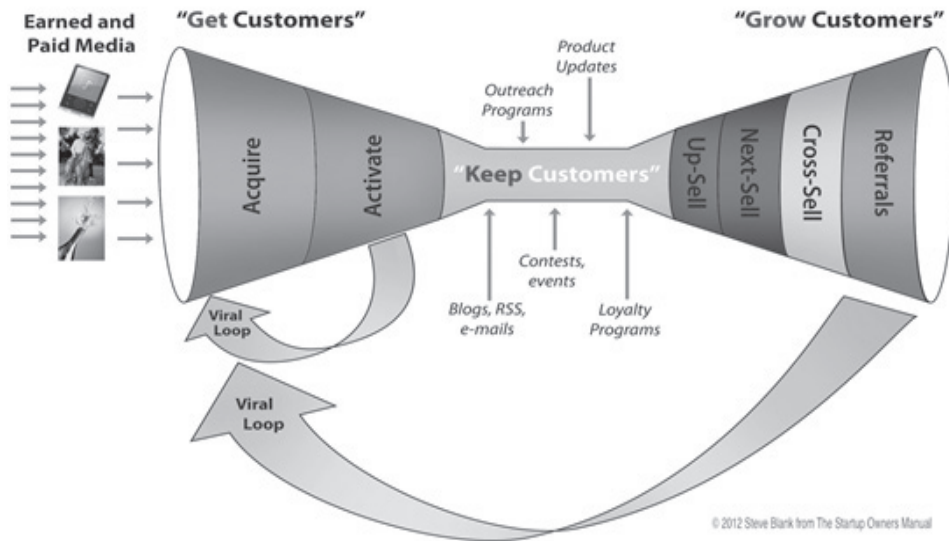 Earned and
Paid Media
"Get Customers"
"Grow Customers"
Product
Updates
Outreach
Programs
Acquire
Activate
"Keep Customers"
Up-Sell
Next-Sell
Cross-Sell
Referrals
Contests,
events
Blogs, RSS,
e-mails
Loyalty
Programs
Viral
Loop
Viral
Loop
© 2012 Steve Blank from The Startup Owners Manual